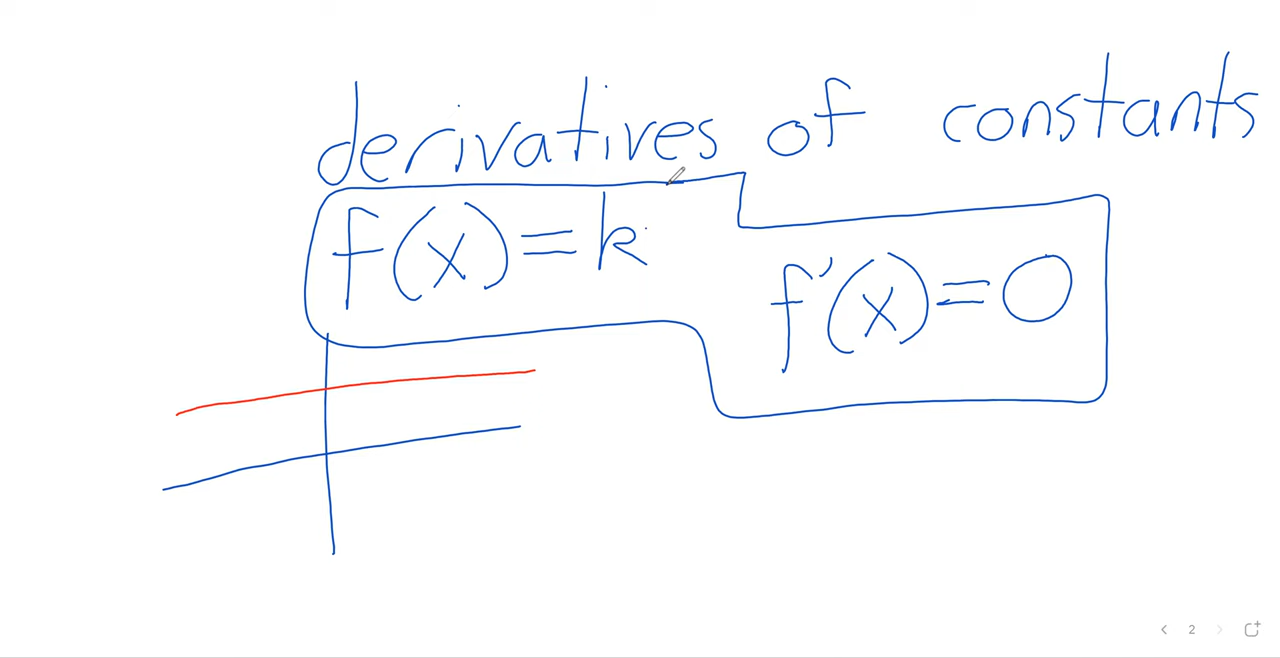 derivatives of constants
f(x)=k
f'(x)=0
2